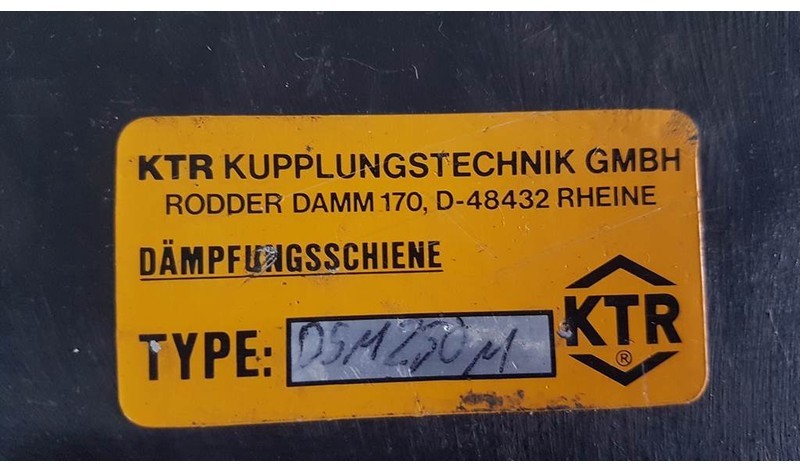 KTR KUPPLUNGSTECHNIK GMBH
RODDER DAMM 170, D-48432 RHEINE
DÄMPFUNGSSCHIENE
TYPE: DSM250M
KTR
®